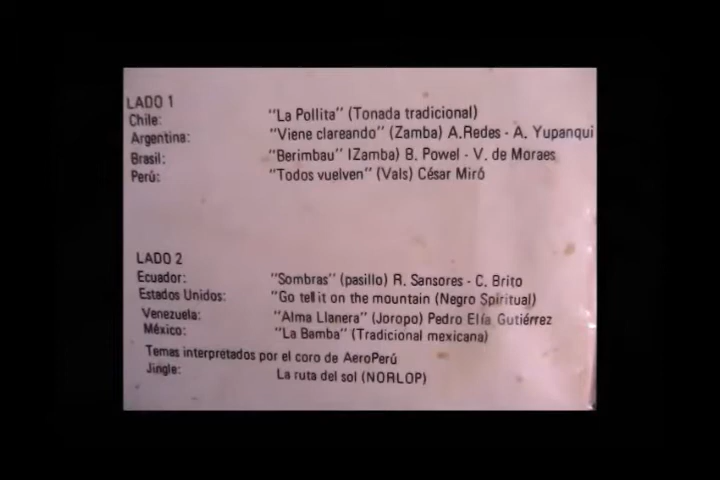 LADO 1
Chile: "La Pollita" (Tonada tradicional)
Argentina: "Viene clareando" (Zamba) A.Redes - A. Yupanqui
Brasil: "Berimbau" IZamba) B. Powel - V. de Moraes
Perú: "Todos vuelven" (Vals) César Miró
LADO 2
Ecuador: "Sombras" (pasillo) R. Sansores - C. Brito
Estados Unidos: "Go tell it on the mountain (Negro Spiritual)
Venezuela: "Alma Llanera" (Joropo) Pedro Elía Gutiérrez
México: "La Bamba" (Tradicional mexicana)
Temas interpretados por el coro de AeroPerú
Jingle: La ruta del sol (NORLOP)